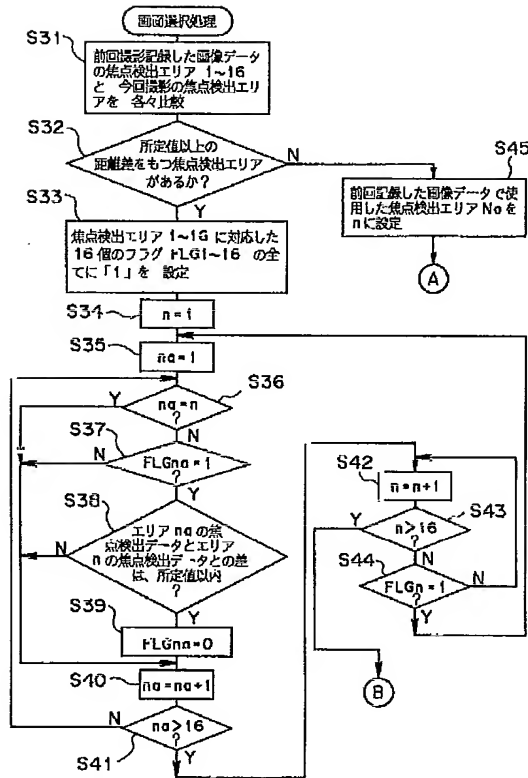 画面選択処理
S31
前回撮影記録した画像データ
の焦点検出エリア 1~16
と 今回撮影の焦点検出エ
リアを 各々比較
S32
所定値以上の
距離差をもつ焦点検出エリア
があるか？
N
Y
S45
前回記録した画像データで使
用した焦点検出エリア No を
nに設定
A
S33
焦点検出エリア 1~16 に対応した
16 個のフラグ FLG1~16 の全
てに「1」を 設定
S34
n=1
S35
na=1
S36
na=n
?
Y
N
S37
FLGna=1
?
N
Y
S38
エリア na の焦
点検出データとエリア
n の焦点検出データとの差
は、所定値以内
?
N
Y
S39
FLGna=0
S40
na=na+1
S41
na>16
?
N
Y
S42
n=n+1
S43
n>16
?
Y
N
S44
FLGn=1
?
N
Y
B